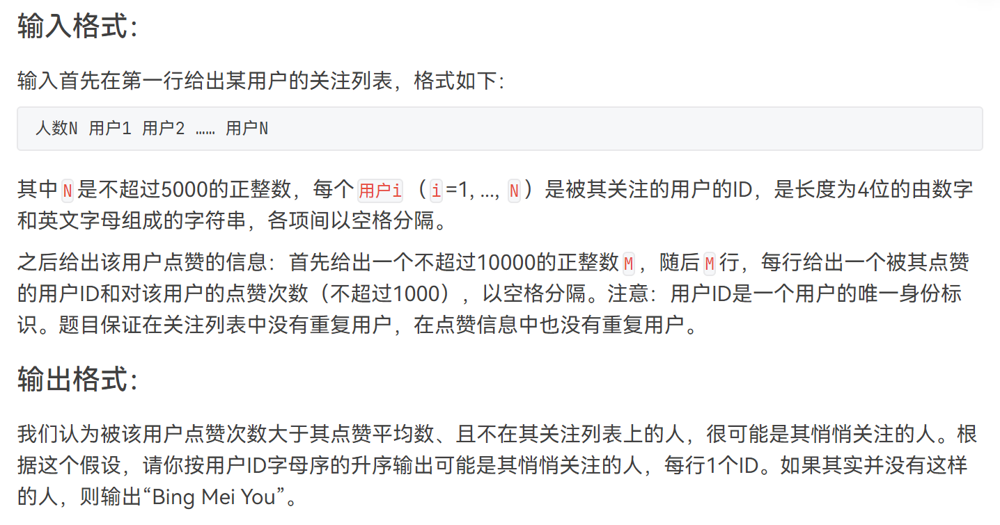 输入格式：
输入首先在第一行给出某用户的关注列表，格式如下：
人数N 用户1 用户2 …… 用户N
其中N是不超过5000的正整数，每个用户i（i=1, ..., N）是被其关注的用户的ID，是长度为4位的由数字
和英文字母组成的字符串，各项间以空格分隔。
之后给出该用户点赞的信息：首先给出一个不超过10000的正整数M，随后M行，每行给出一个被其点赞
的用户ID和对该用户的点赞次数（不超过1000），以空格分隔。注意：用户ID是一个用户的唯一身份标
识。题目保证在关注列表中没有重复用户，在点赞信息中也没有重复用户。
输出格式：
我们认为被该用户点赞次数大于其点赞平均数、且不在其关注列表上的人，很可能是其悄悄关注的人。根
据这个假设，请你按用户ID字母序的升序输出可能是其悄悄关注的人，每行1个ID。如果其实并没有这样
的人，则输出“Bing Mei You”。